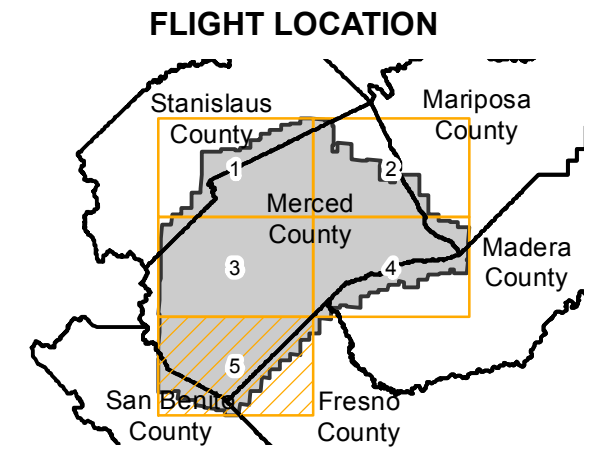 FLIGHT LOCATION
Stanislaus
County
Mariposa
County
1
2
Merced
County
3
4
Madera
County
5
San Benito
County
Fresno
County